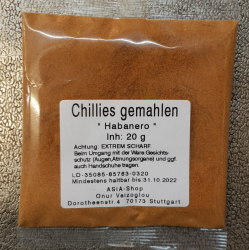 Chillies gemahlen
" Habanero "
Inh: 20 g
Achtung: EXTREM SCHARF
Beim Umgang mit der Ware Gesichts-
schutz (Augen,Atmungsorgane) und ggf.
auch Handschuhe tragen.
LO-35085-85783-0320
Mindestens haltbar bis 31.10.2022
ASIA-Shop
Onur Velzoglou
Dorotheenstr. 4 70173 Stuttgart